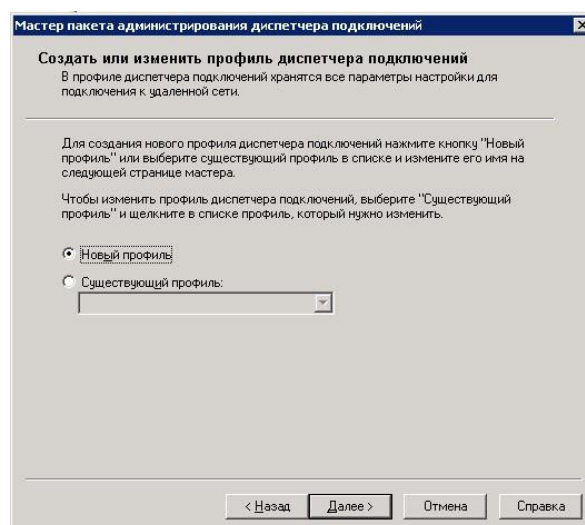 Мастер пакета администрирования диспетчера подключений
Создать или изменить профиль диспетчера подключений
В профиле диспетчера подключений хранятся все параметры настройки для
подключения к удаленной сети.
Для создания нового профиля диспетчера подключений нажмите кнопку "Новый
профиль" или выберите существующий профиль в списке и измените его имя на
следующей странице мастера.
Чтобы изменить профиль диспетчера подключений, выберите "Существующий
профиль" и щелкните в списке профиль, который нужно изменить.
Новый профиль
Существующий профиль:
< Назад Далее > Отмена Справка